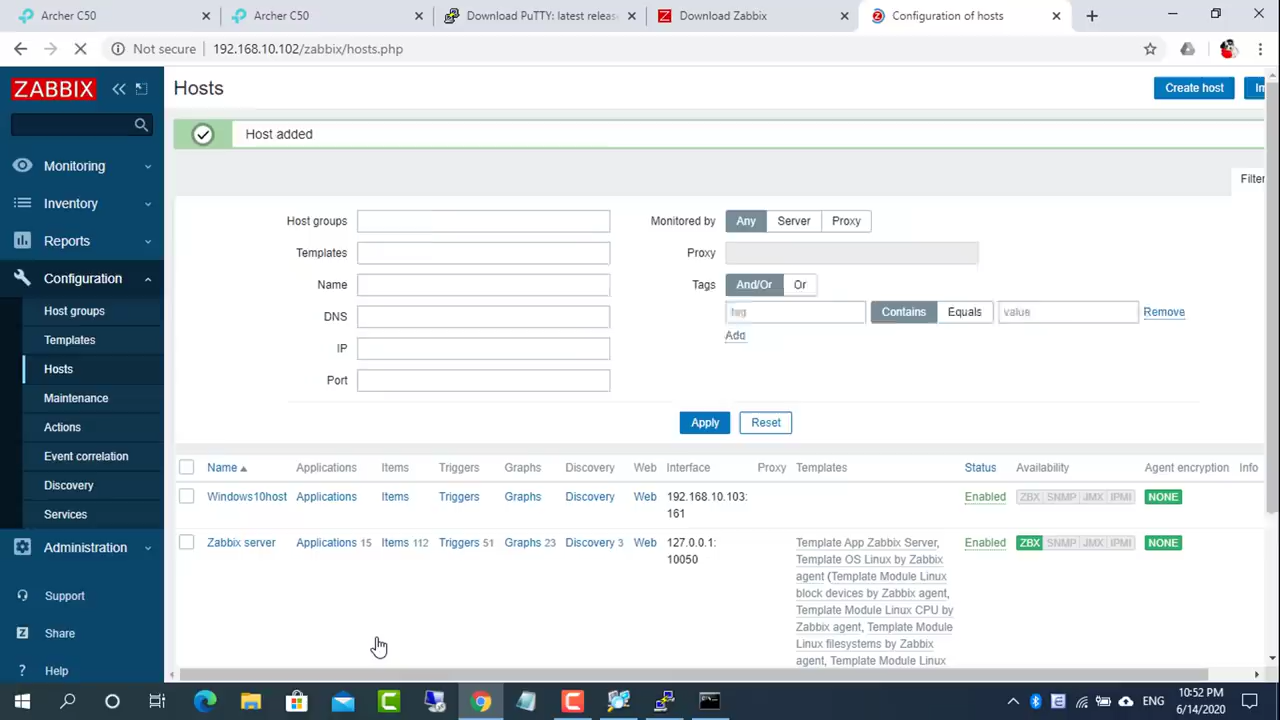 Archer C50
Archer C50
Download PuTTY: latest releas
Download Zabbix
Configuration of hosts
Not secure
192.168.10.102/zabbix/hosts.php
ZABBIX
Hosts
Create host
Host added
Monitoring
Inventory
Reports
Configuration
Host groups
Templates
Hosts
Maintenance
Actions
Event correlation
Discovery
Services
Administration
Support
Share
Help
Filter
Host groups
Templates
Name
DNS
IP
Port
Monitored by Any Server Proxy
Proxy
Tags And/Or Or
tag Contains Equals value Remove
Add
Apply Reset
Name Applications Items Triggers Graphs Discovery Web Interface Proxy Templates Status Availability Agent encryption Info
Windows10host Applications Items Triggers Graphs Discovery Web 192.168.10.103: Enabled ZBX SNMP JMX IPMI NONE
161
Zabbix server Applications 15 Items 112 Triggers 51 Graphs 23 Discovery 3 Web 127.0.0.1: Template App Zabbix Server, Enabled ZBX SNMP JMX IPMI NONE
10050 Template OS Linux by Zabbix
agent (Template Module Linux
block devices by Zabbix agent,
Template Module Linux CPU by
Zabbix agent, Template Module
Linux filesystems by Zabbix
agent, Template Module Linux
ENG
10:52 PM
6/14/2020